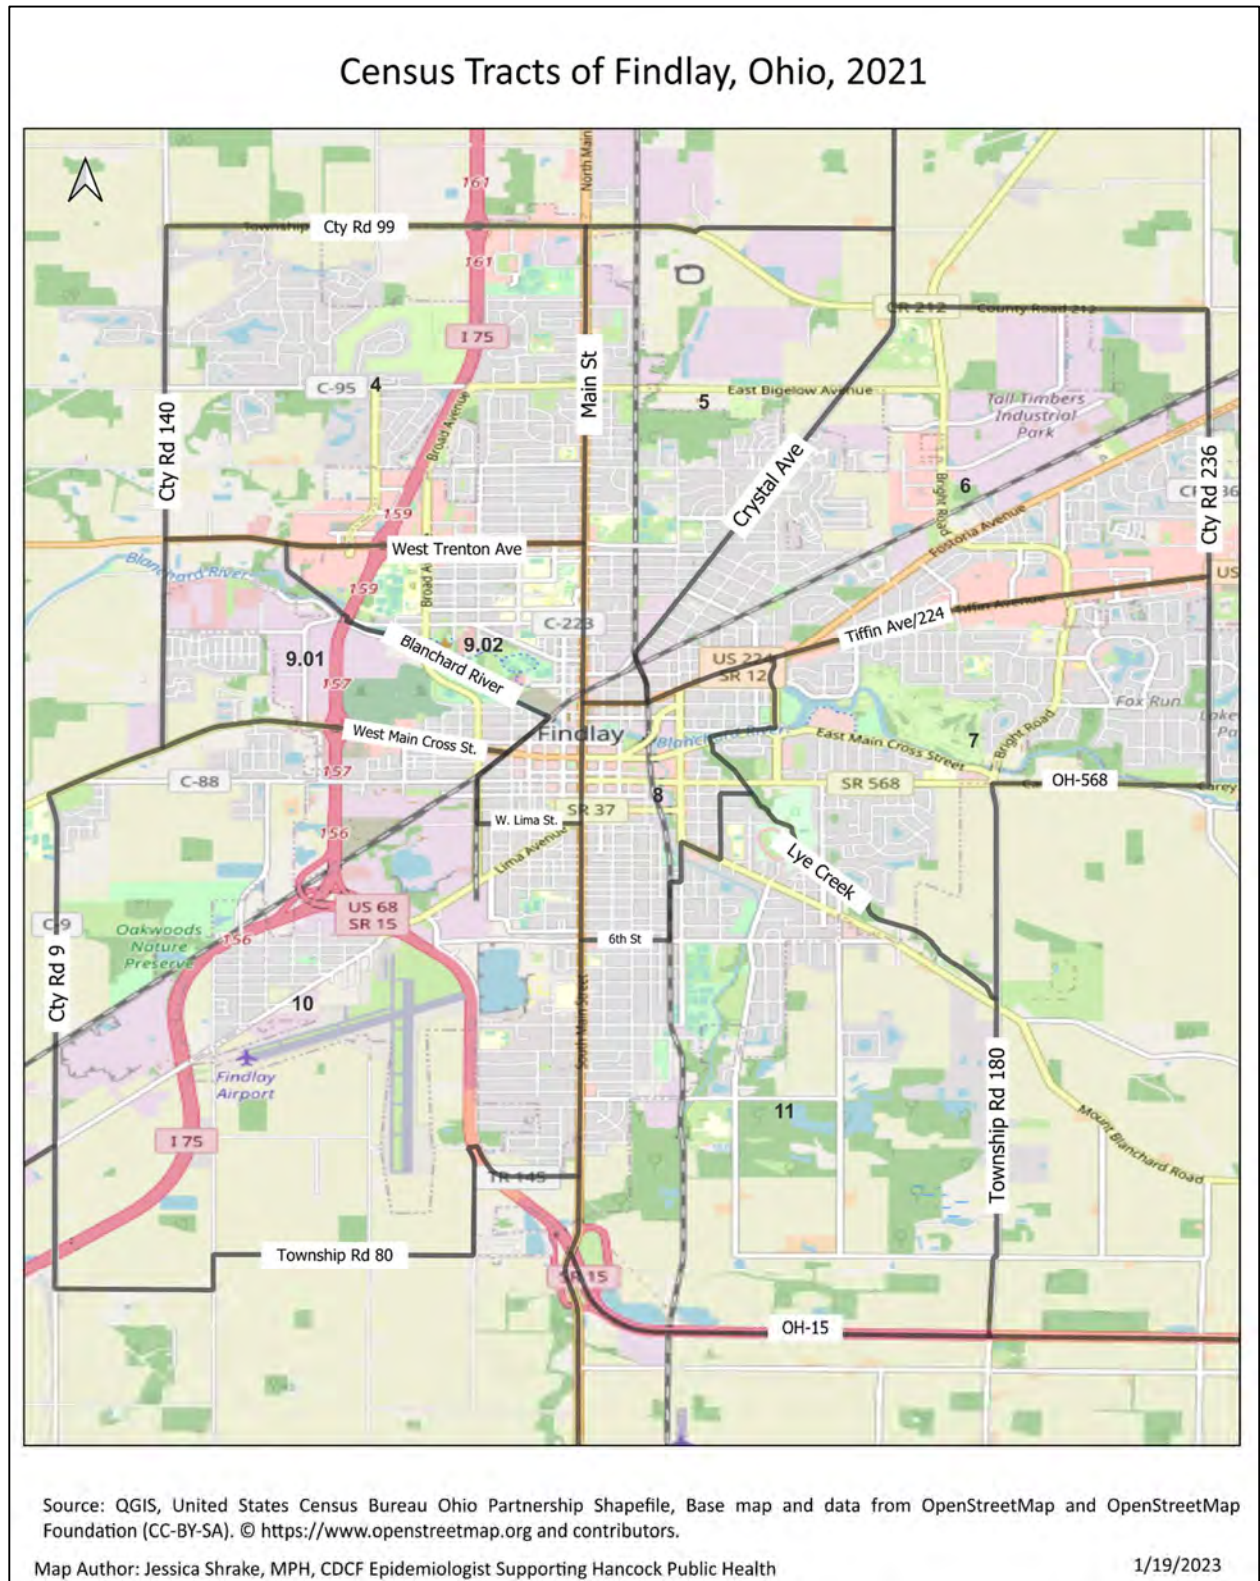 Census Tracts of Findlay, Ohio, 2021
North Main
161
Township
Cty Rd 99
161
I 75
CR 212
County Road 212
Main St
C-95
4
East Bigelow Avenue
5
Tall Timbers
Industrial
Park
Broad Avenue
Cty Rd 140
Crystal Ave
Cty Rd 236
6
Bright Road
159
Fostoria Avenue
West Trenton Ave
Blanchard River
159
Broad A
US
Tiffin Avenue
Tiffin Ave/224
C-223
9.02
9.01
Blanchard River
US 224
SR 12
157
Fox Run
Findlay
West Main Cross St.
Blanchard River
East Main Cross Street
7
Bright Road
157
C-88
SR 568
OH-568
Carey
8
SR 37
W. Lima St.
156
Lima Avenue
Lye Creek
US 68
SR 15
C-9
Oakwoods
Nature
Preserve
156
6th St
Cty Rd 9
10
South Main Street
Findlay
Airport
Township Rd 180
11
Mount Blanchard Road
I 75
TR 145
Township Rd 80
SR 15
OH-15
Source: QGIS, United States Census Bureau Ohio Partnership Shapefile, Base map and data from OpenStreetMap and OpenStreetMap
Foundation (CC-BY-SA). © https://www.openstreetmap.org and contributors.
Map Author: Jessica Shrake, MPH, CDCF Epidemiologist Supporting Hancock Public Health
1/19/2023